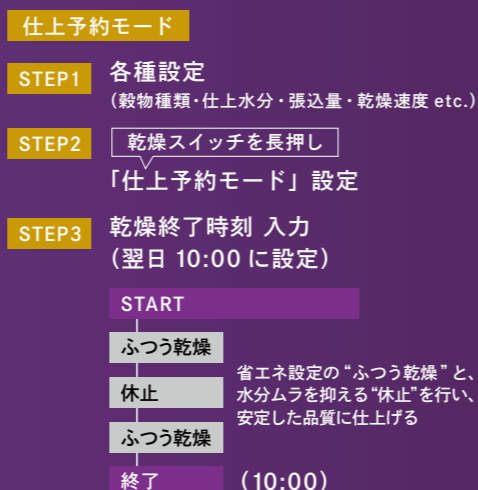 仕上予約モード
STEP1
各種設定
（穀物種類・仕上水分・張込量・乾燥速度 etc.）
STEP2
乾燥スイッチを長押し
「仕上予約モード」設定
STEP3
乾燥終了時刻 入力
（翌日 10:00 に設定）
START
ふつう乾燥
休止
ふつう乾燥
省エネ設定の“ふつう乾燥”と、
水分ムラを抑える“休止”を行い、
安定した品質に仕上げる
終了 （10:00）